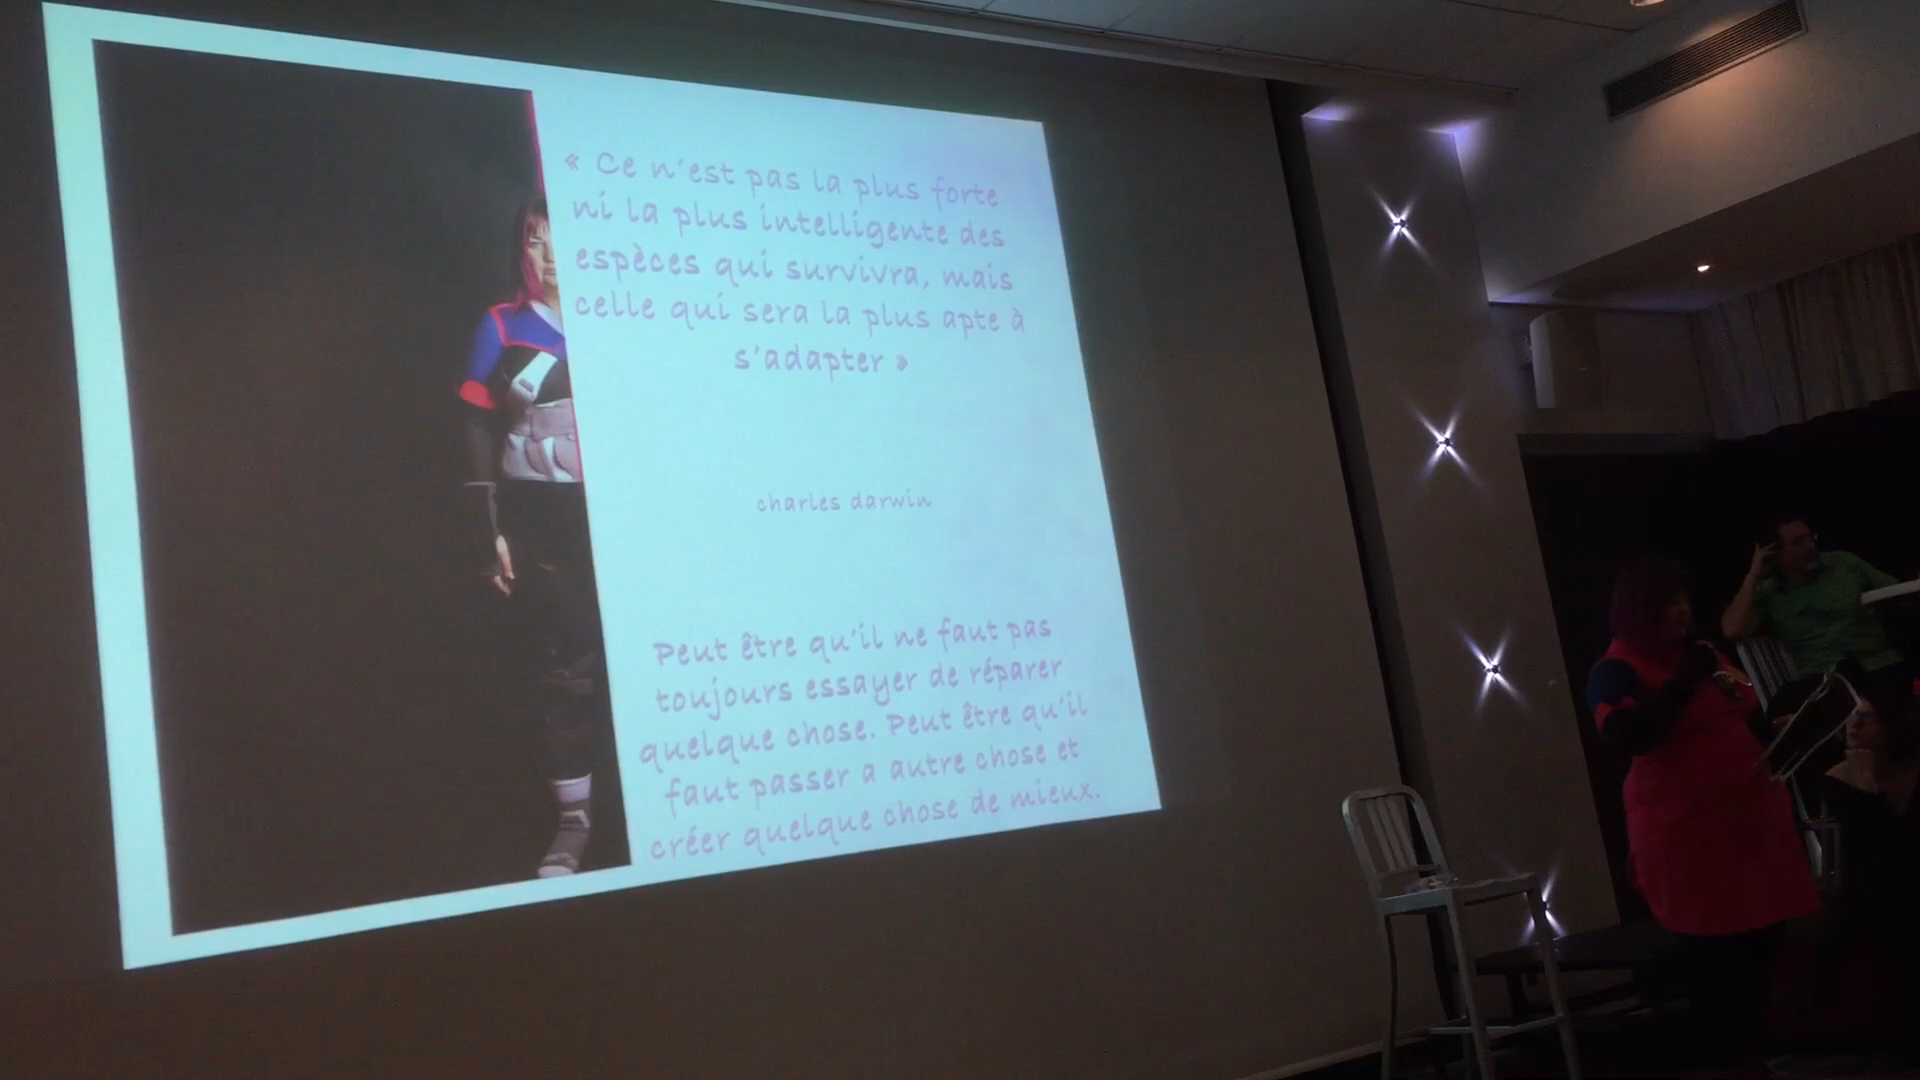 « Ce n'est pas la plus forte
ni la plus intelligente des
espèces qui survivra, mais
celle qui sera la plus apte à
s'adapter »
charles darwin
Peut être qu'il ne faut pas
toujours essayer de réparer
quelque chose. Peut être qu'il
faut passer a autre chose et
créer quelque chose de mieux.